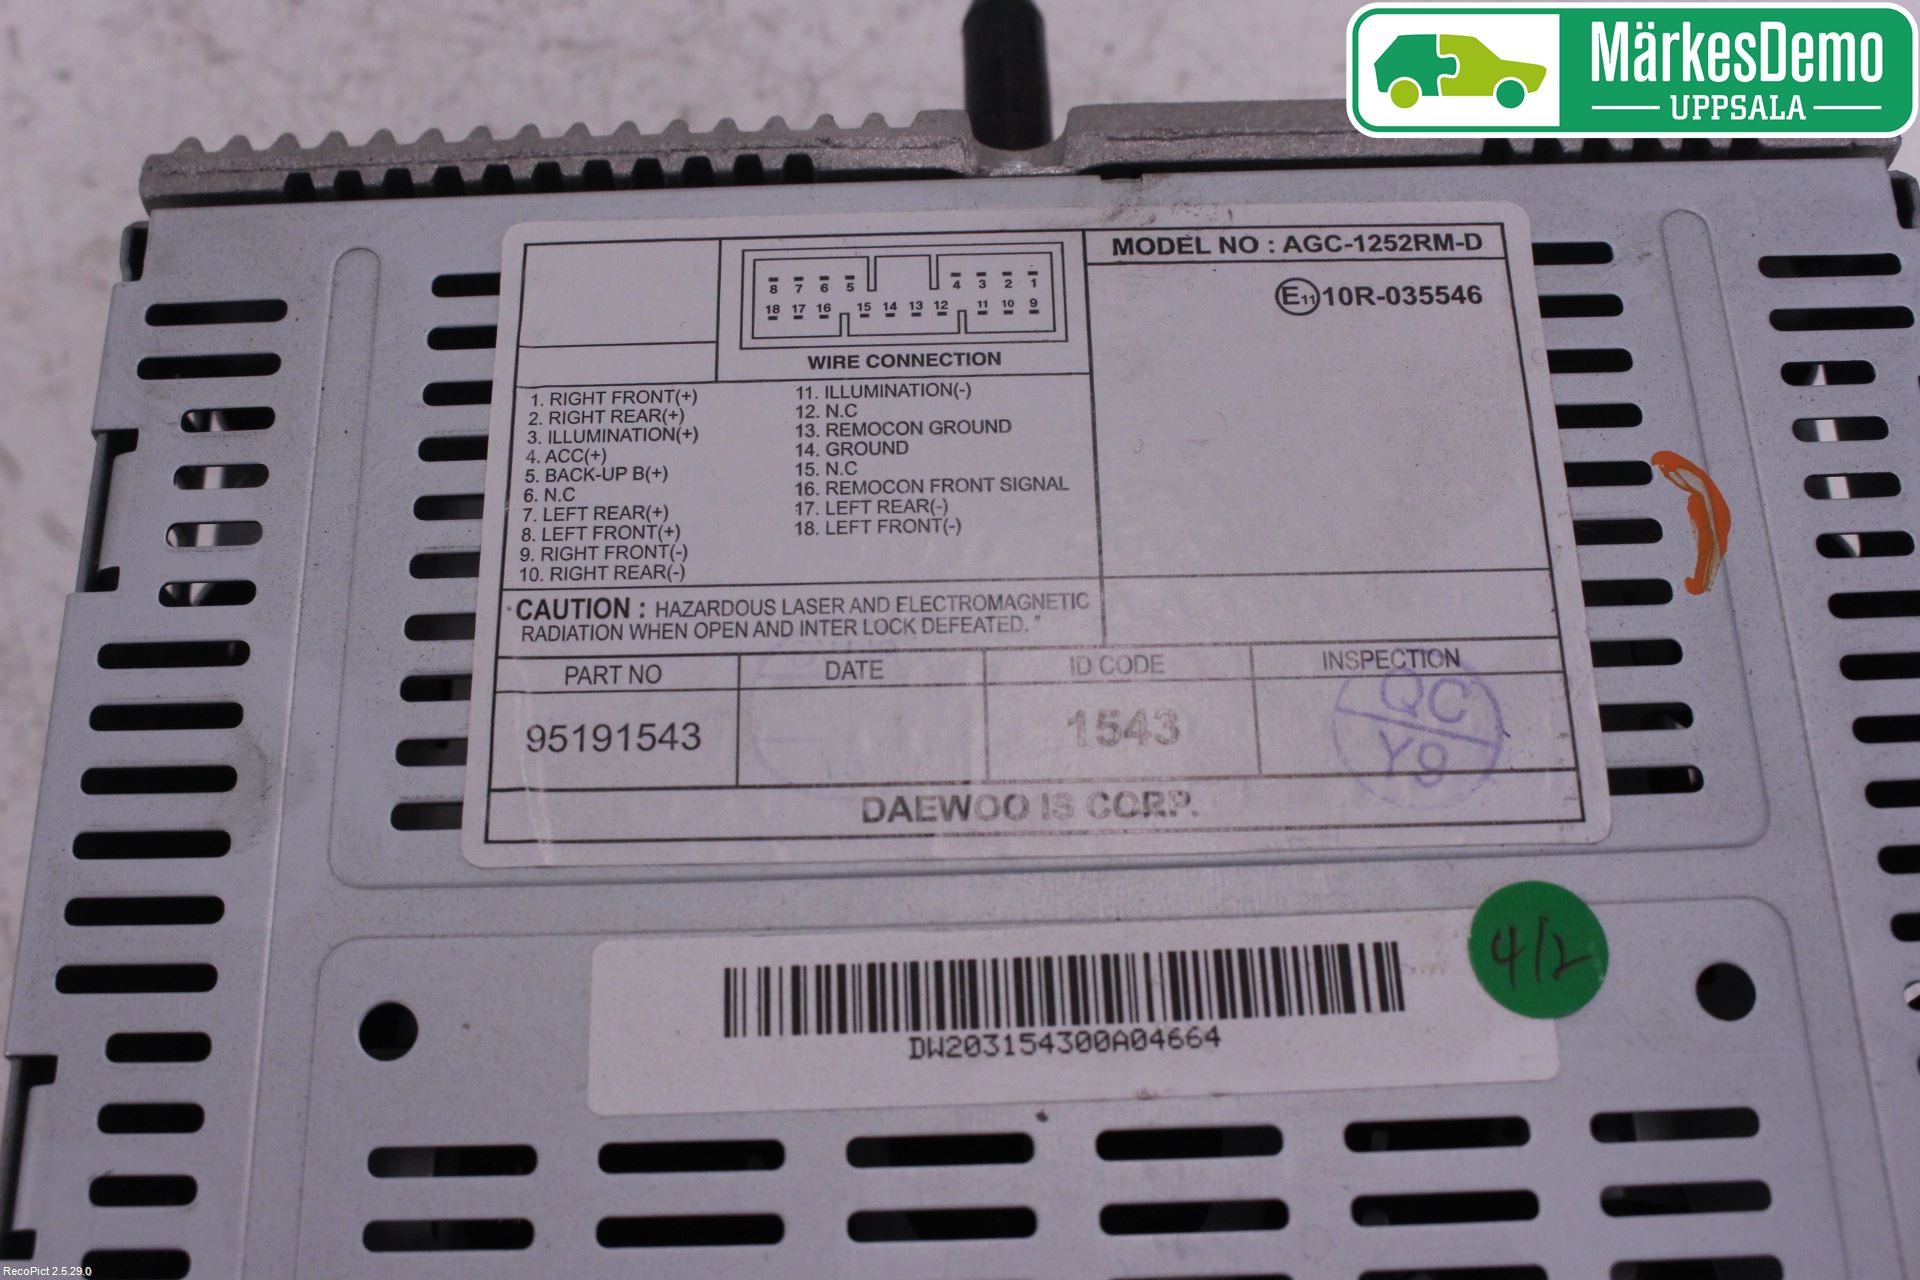 MärkesDemo
UPPSALA
MODEL NO : AGC-1252RM-D
E11 10R-035546
8 7 6 5 4 3 2 1
18 17 16 15 14 13 12 11 10 9
WIRE CONNECTION
1. RIGHT FRONT(+)
2. RIGHT REAR(+)
3. ILLUMINATION(+)
4. ACC(+)
5. BACK-UP B(+)
6. N.C
7. LEFT REAR(+)
8. LEFT FRONT(+)
9. RIGHT FRONT(-)
10. RIGHT REAR(-)
11. ILLUMINATION(-)
12. N.C
13. REMOCON GROUND
14. GROUND
15. N.C
16. REMOCON FRONT SIGNAL
17. LEFT REAR(-)
18. LEFT FRONT(-)
"CAUTION : HAZARDOUS LASER AND ELECTROMAGNETIC
RADIATION WHEN OPEN AND INTER LOCK DEFEATED."
PART NO DATE ID CODE INSPECTION
95191543 1543
QC
Y9
DAEWOO IS CORP.
4/2
DW203154300A04664
RecoPict 2.5.29.0